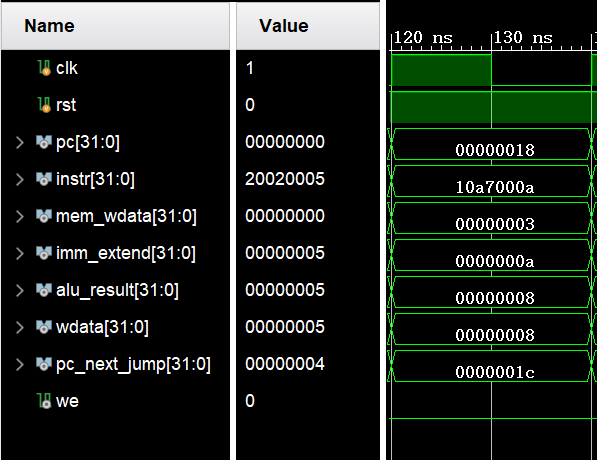 Name Value 120 ns 130 ns
clk 1
rst 0
pc[31:0] 00000000 00000018
instr[31:0] 20020005 10a7000a
mem_wdata[31:0] 00000000 00000003
imm_extend[31:0] 00000005 0000000a
alu_result[31:0] 00000005 00000008
wdata[31:0] 00000005 00000008
pc_next_jump[31:0] 00000004 0000001c
we 0